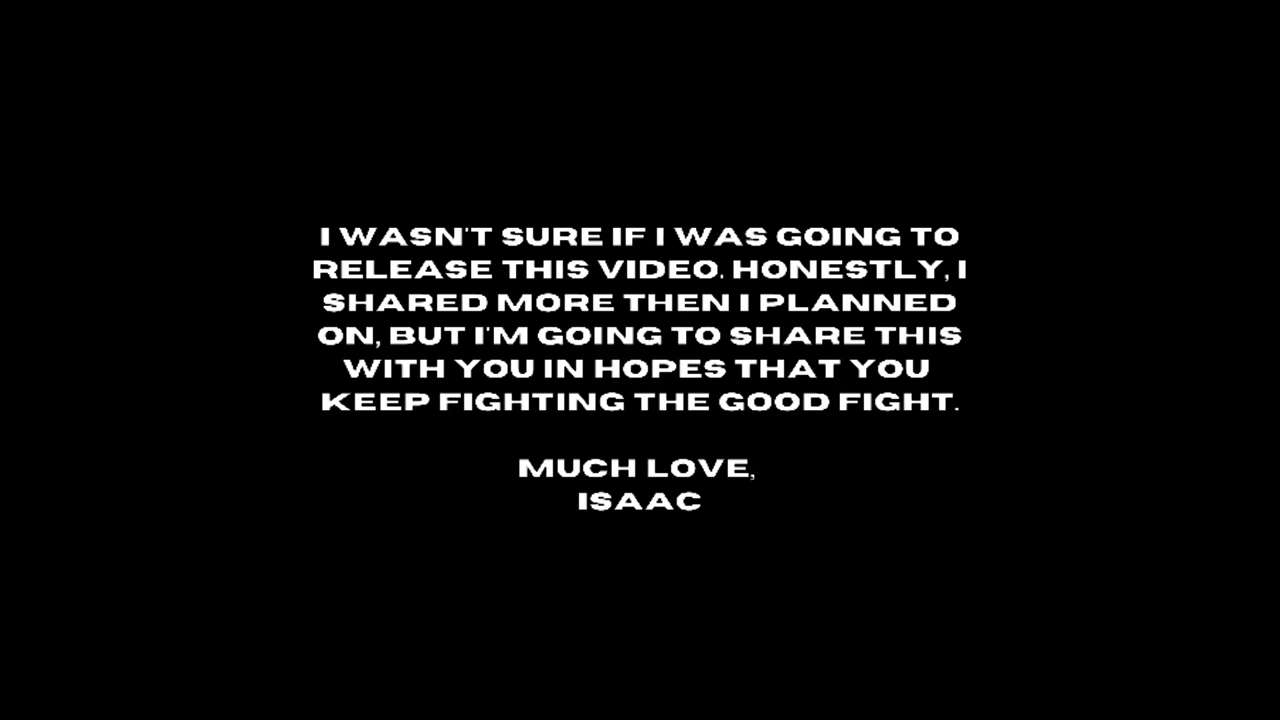 I WASN'T SURE IF I WAS GOING TO
RELEASE THIS VIDEO. HONESTLY, I
SHARED MORE THEN I PLANNED
ON, BUT I'M GOING TO SHARE THIS
WITH YOU IN HOPES THAT YOU
KEEP FIGHTING THE GOOD FIGHT.
MUCH LOVE,
ISAAC